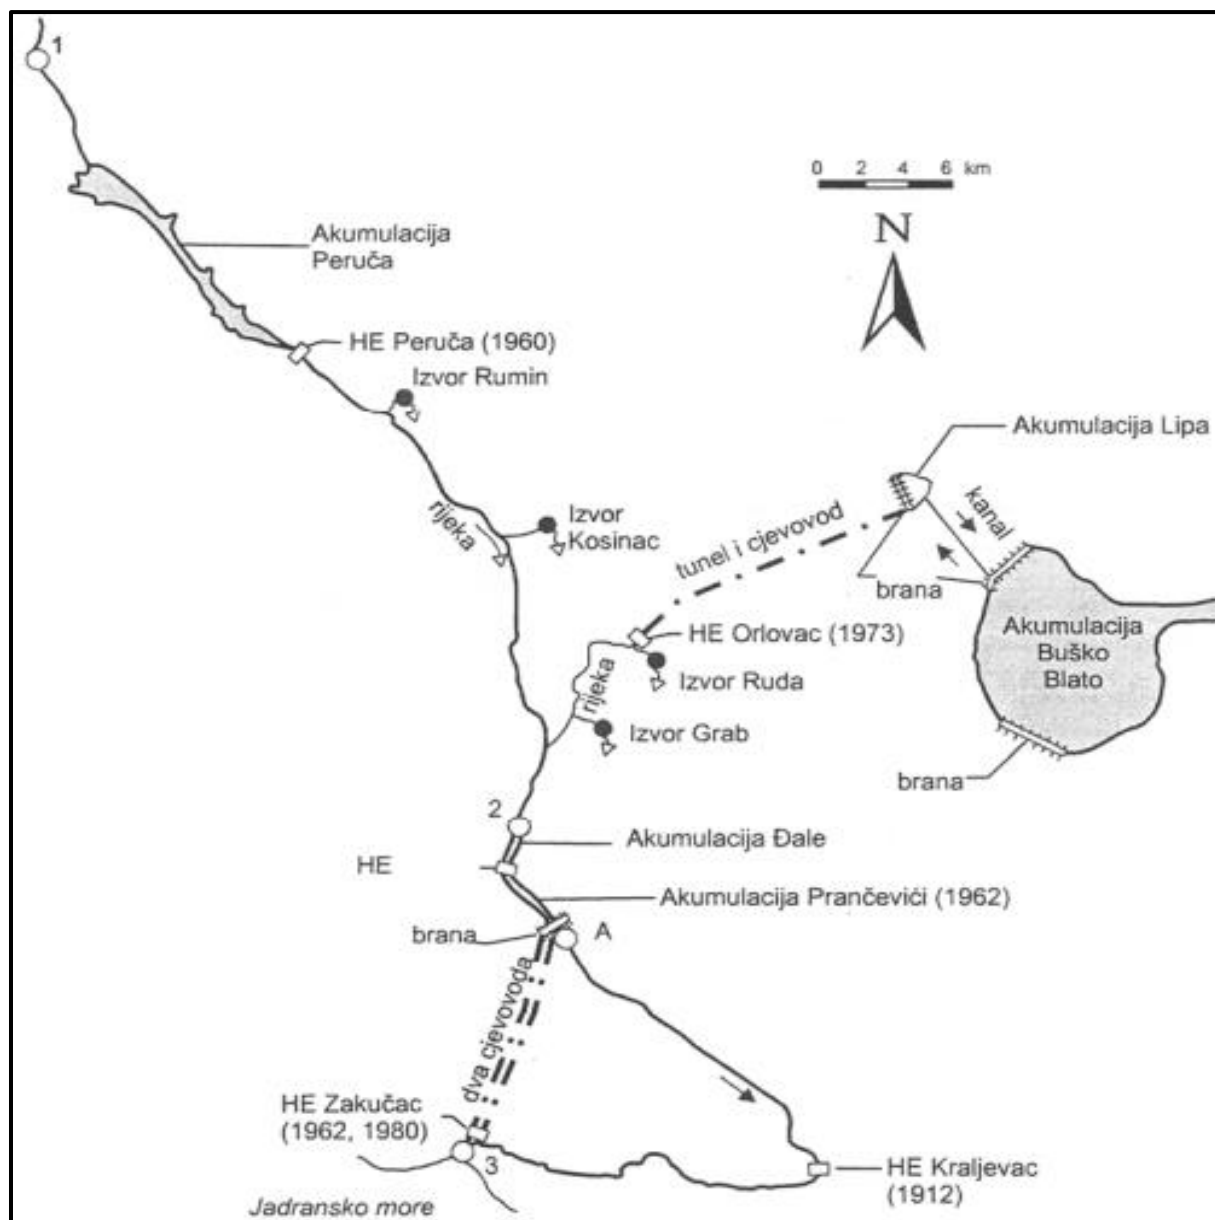 1
0 2 4 6 km
N
Akumulacija
Peruča
HE Peruča (1960)
Izvor Rumin
Akumulacija Lipa
rijeka
Izvor
Kosinac
tunel i cjevovod
kanal
brana
HE Orlovac (1973)
Akumulacija
Buško
Blato
rijeka
Izvor Ruda
Izvor Grab
brana
2
Akumulacija Đale
HE
Akumulacija Prančevići (1962)
brana
A
dva cjevovoda
HE Zakučac
(1962, 1980)
3
HE Kraljevac
(1912)
Jadransko more